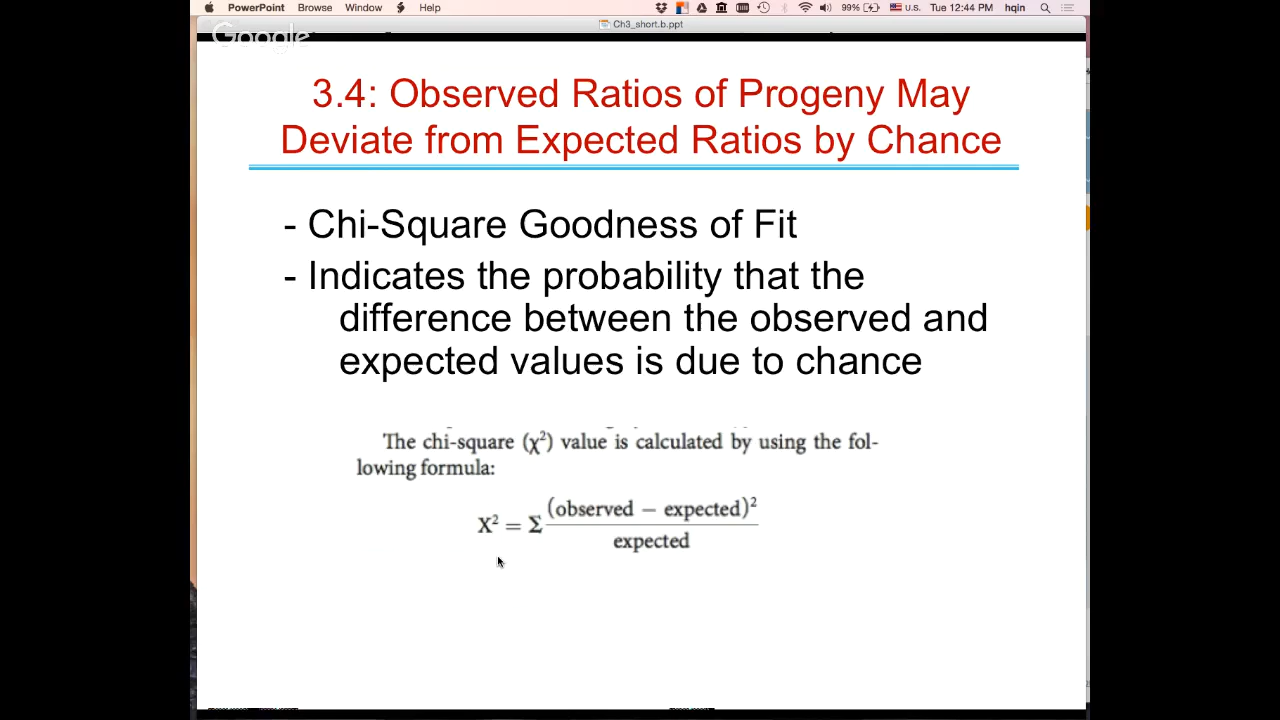 PowerPoint Browse Window Help 99% U.S. Tue 12:44 PM hqin
Ch3_short.b.ppt
Google
3.4: Observed Ratios of Progeny May
Deviate from Expected Ratios by Chance
- Chi-Square Goodness of Fit
- Indicates the probability that the
difference between the observed and
expected values is due to chance
The chi-square (χ²) value is calculated by using the fol-
lowing formula:
X² = Σ (observed − expected)² / expected